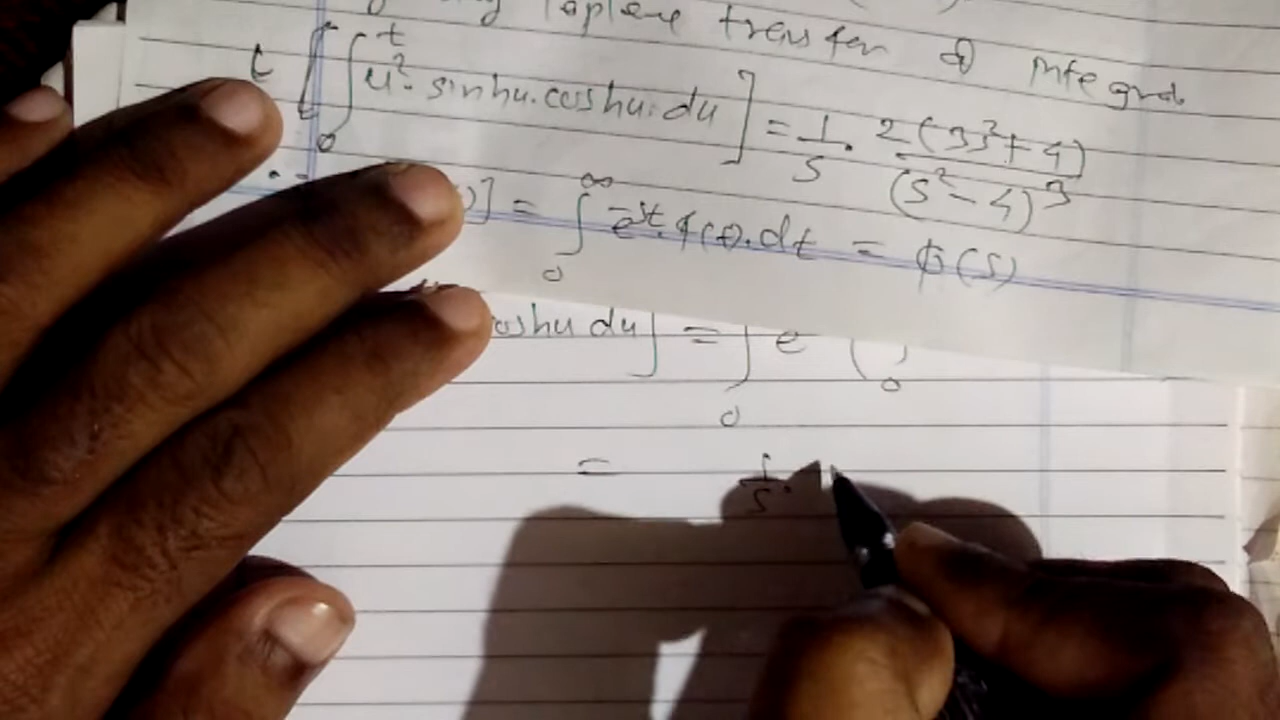 laplace transfer of Integral
L [ ∫₀ᵗ u². sinhu. coshu. du ] = 1/s . 2(3s²+4)/(s²-4)³
∴ ] = ∫₀^∞ e^-st. f(t). dt = φ(s)
coshu du ] = ∫₀ e ( ∫₀
= 1/s .